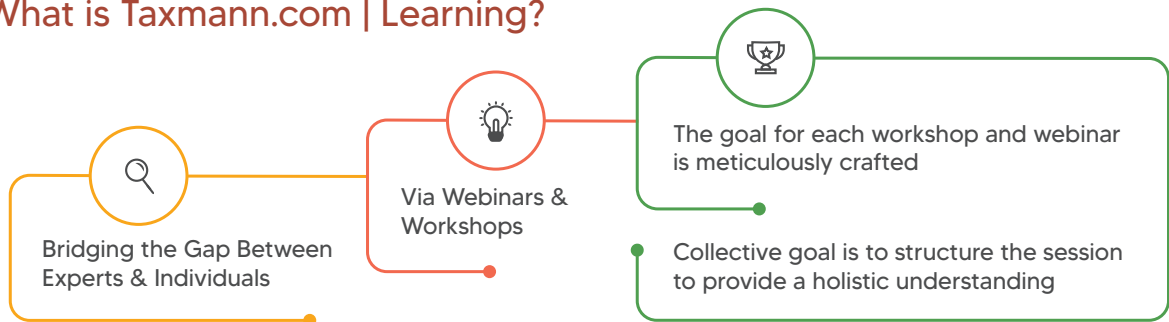 What is Taxmann.com | Learning?
Bridging the Gap Between
Experts & Individuals
Via Webinars &
Workshops
The goal for each workshop and webinar
is meticulously crafted
Collective goal is to structure the session
to provide a holistic understanding